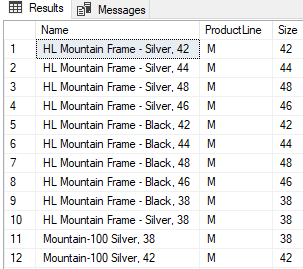 Results Messages
Name ProductLine Size
1 HL Mountain Frame - Silver, 42 M 42
2 HL Mountain Frame - Silver, 44 M 44
3 HL Mountain Frame - Silver, 48 M 48
4 HL Mountain Frame - Silver, 46 M 46
5 HL Mountain Frame - Black, 42 M 42
6 HL Mountain Frame - Black, 44 M 44
7 HL Mountain Frame - Black, 48 M 48
8 HL Mountain Frame - Black, 46 M 46
9 HL Mountain Frame - Black, 38 M 38
10 HL Mountain Frame - Silver, 38 M 38
11 Mountain-100 Silver, 38 M 38
12 Mountain-100 Silver, 42 M 42